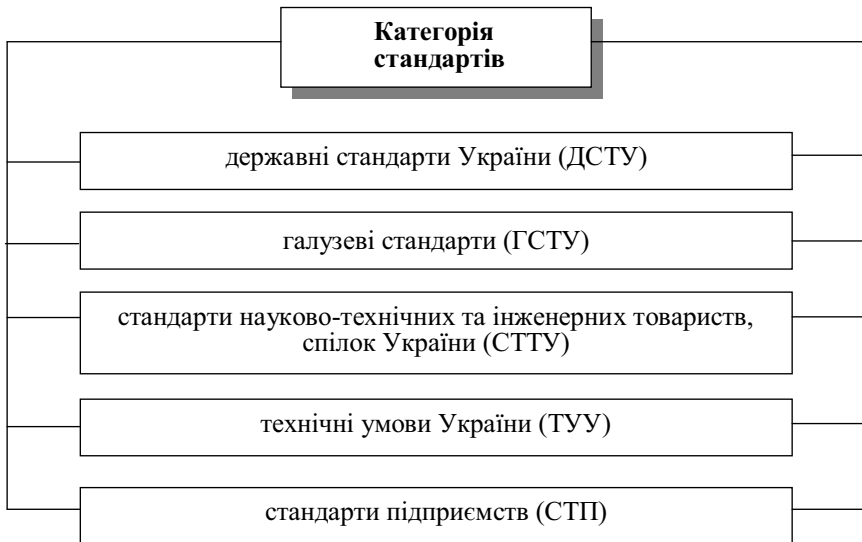 Категорія
стандартів
державні стандарти України (ДСТУ)
галузеві стандарти (ГСТУ)
стандарти науково-технічних та інженерних товариств,
спілок України (СТТУ)
технічні умови України (ТУУ)
стандарти підприємств (СТП)